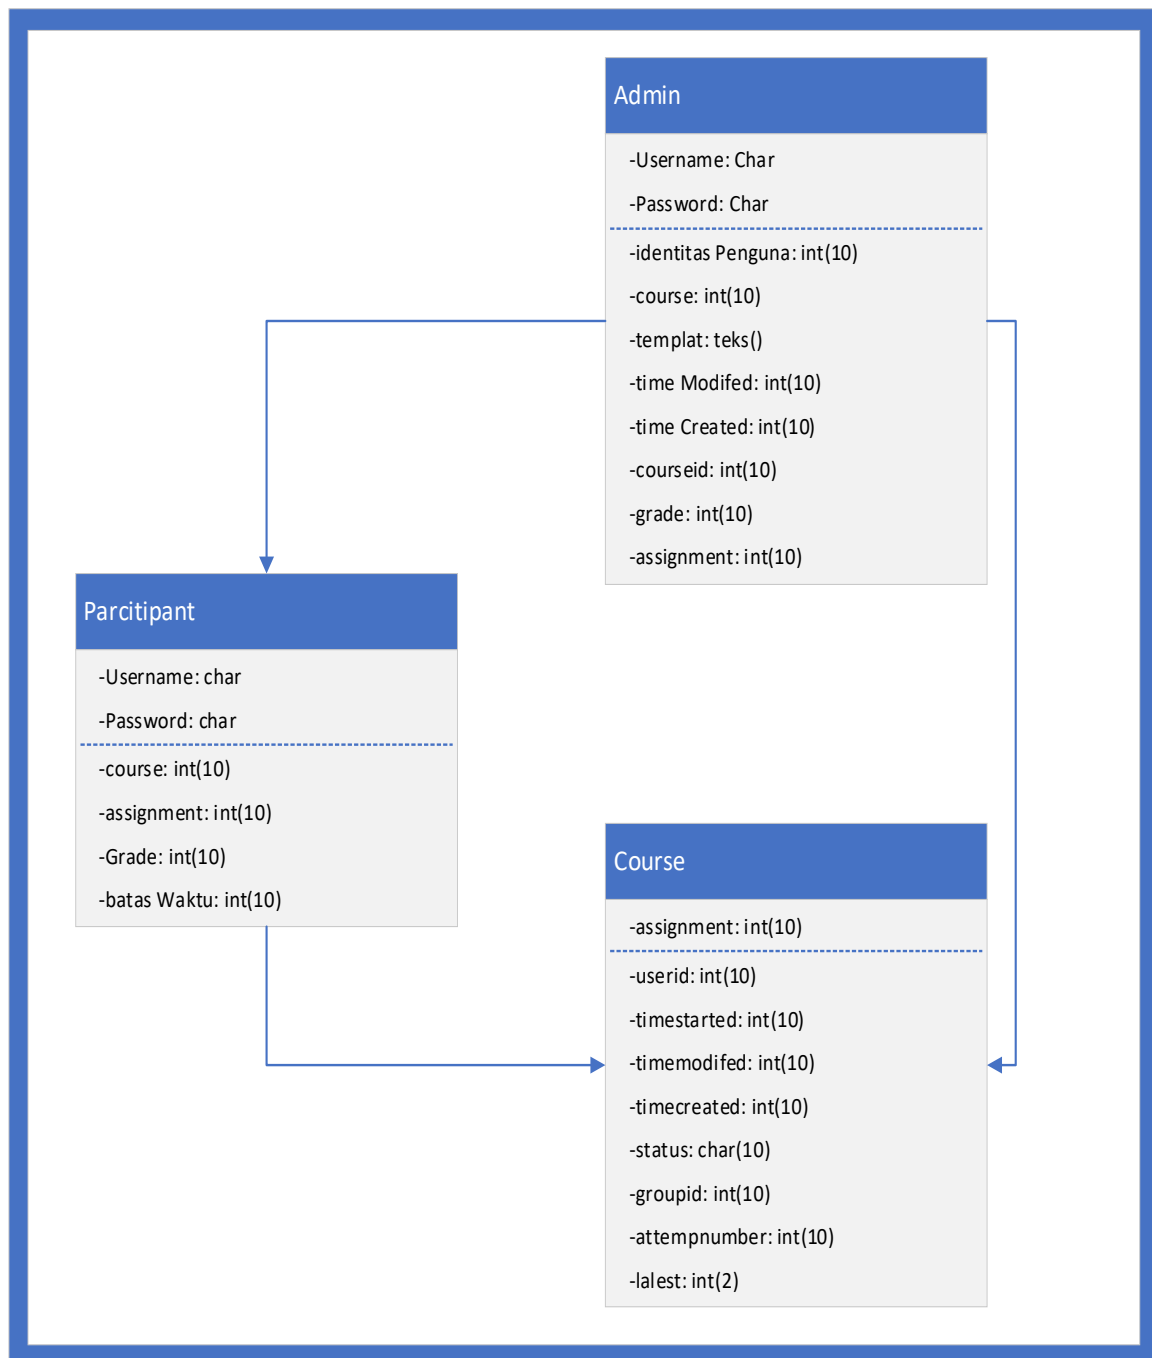 Admin
-Username: Char
-Password: Char
-identitas Penguna: int(10)
-course: int(10)
-templat: teks()
-time Modifed: int(10)
-time Created: int(10)
-courseid: int(10)
-grade: int(10)
-assignment: int(10)
Parcitipant
-Username: char
-Password: char
-course: int(10)
-assignment: int(10)
-Grade: int(10)
-batas Waktu: int(10)
Course
-assignment: int(10)
-userid: int(10)
-timestarted: int(10)
-timemodifed: int(10)
-timecreated: int(10)
-status: char(10)
-groupid: int(10)
-attempnumber: int(10)
-lalest: int(2)